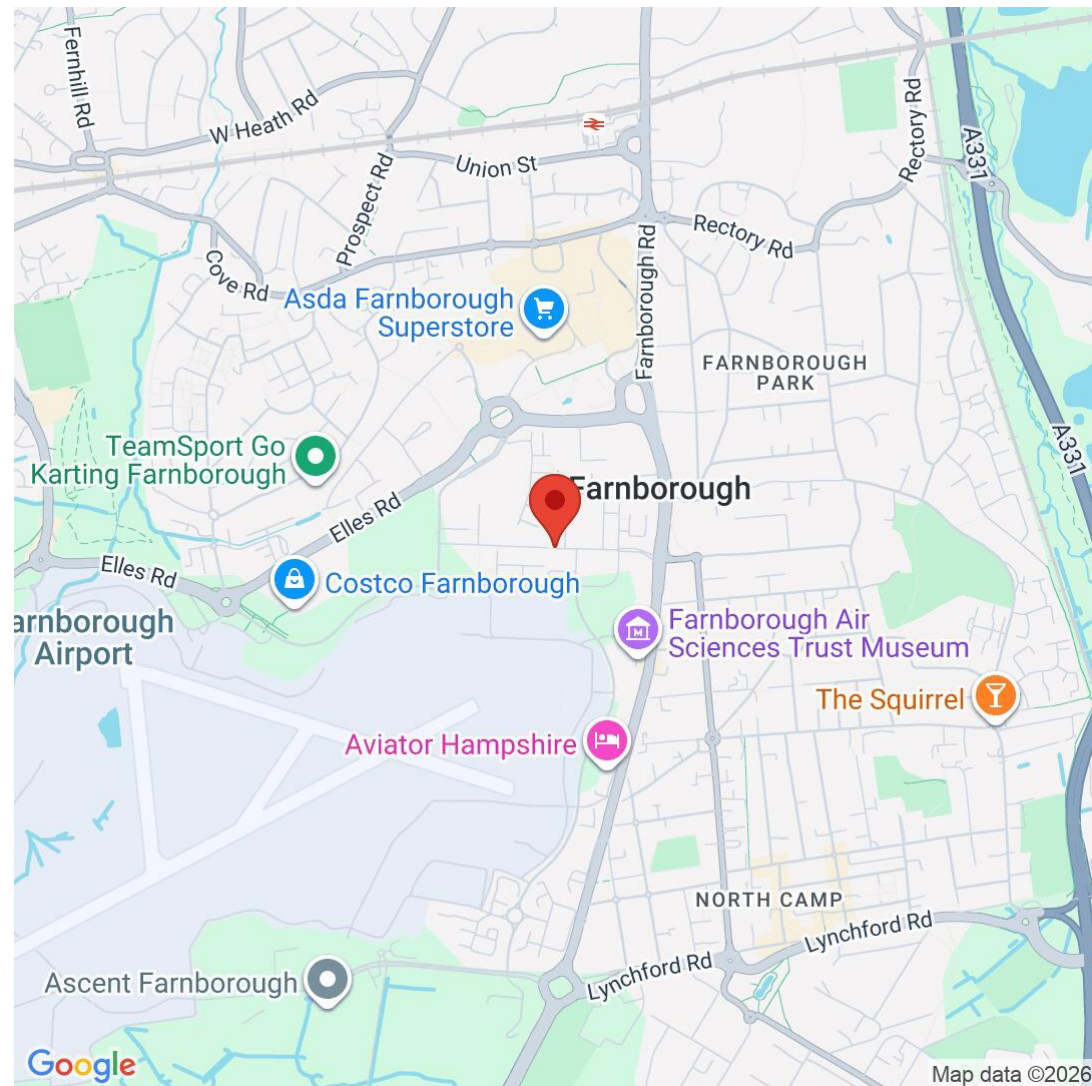 Fernhill Rd
W Heath Rd
Union St
Prospect Rd
Rectory Rd
A331
Rectory Rd
Cove Rd
Farnborough Rd
Asda Farnborough
Superstore
FARNBOROUGH
PARK
A331
TeamSport Go
Karting Farnborough
Farnborough
Elles Rd
Elles Rd
Costco Farnborough
arnborough
Airport
Farnborough Air
Sciences Trust Museum
The Squirrel
Aviator Hampshire
NORTH CAMP
Lynchford Rd
Lynchford Rd
Ascent Farnborough
Google
Map data ©2026